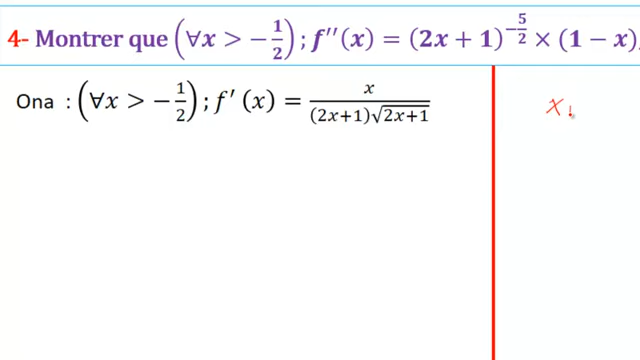 4- Montrer que (∀x > −1/2) ; f′′(x) = (2x + 1)^(−5/2) × (1 − x).
Ona : (∀x > −1/2) ; f′ (x) = x/((2x+1)√(2x+1))
x